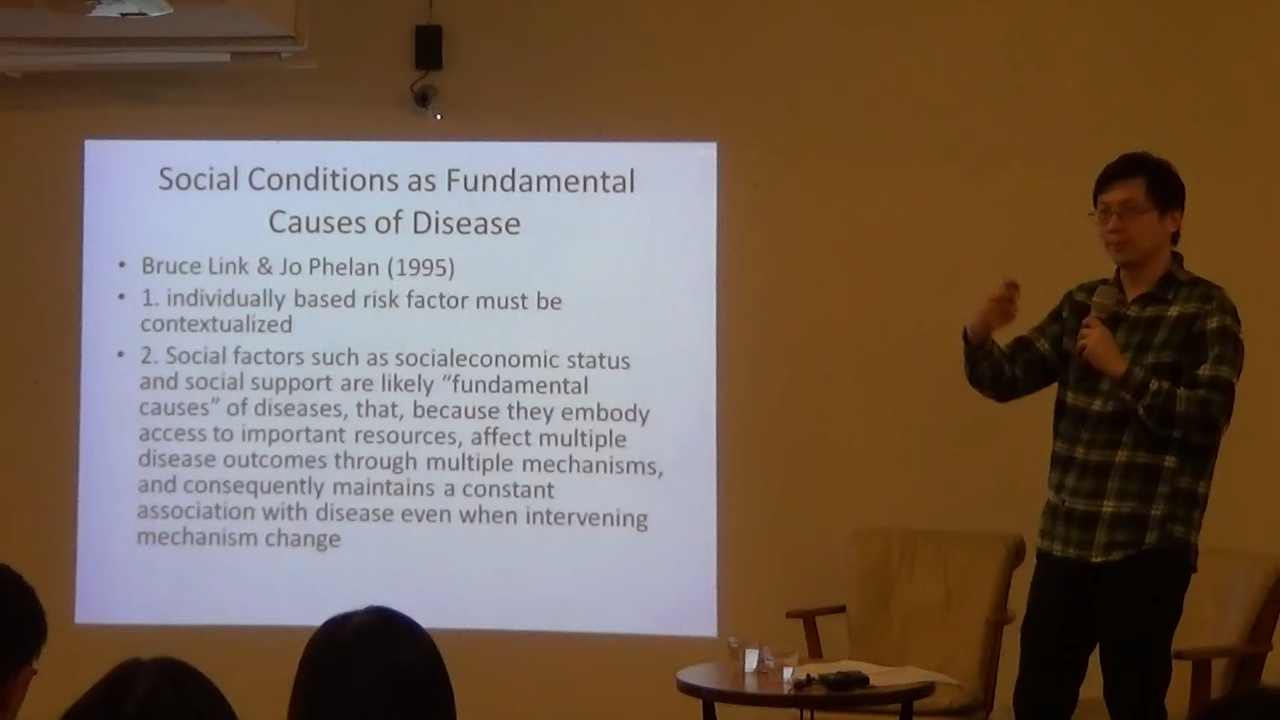 Social Conditions as Fundamental
Causes of Disease
• Bruce Link & Jo Phelan (1995)
• 1. individually based risk factor must be
contextualized
• 2. Social factors such as socialeconomic status
and social support are likely “fundamental
causes” of diseases, that, because they embody
access to important resources, affect multiple
disease outcomes through multiple mechanisms,
and consequently maintains a constant
association with disease even when intervening
mechanism change